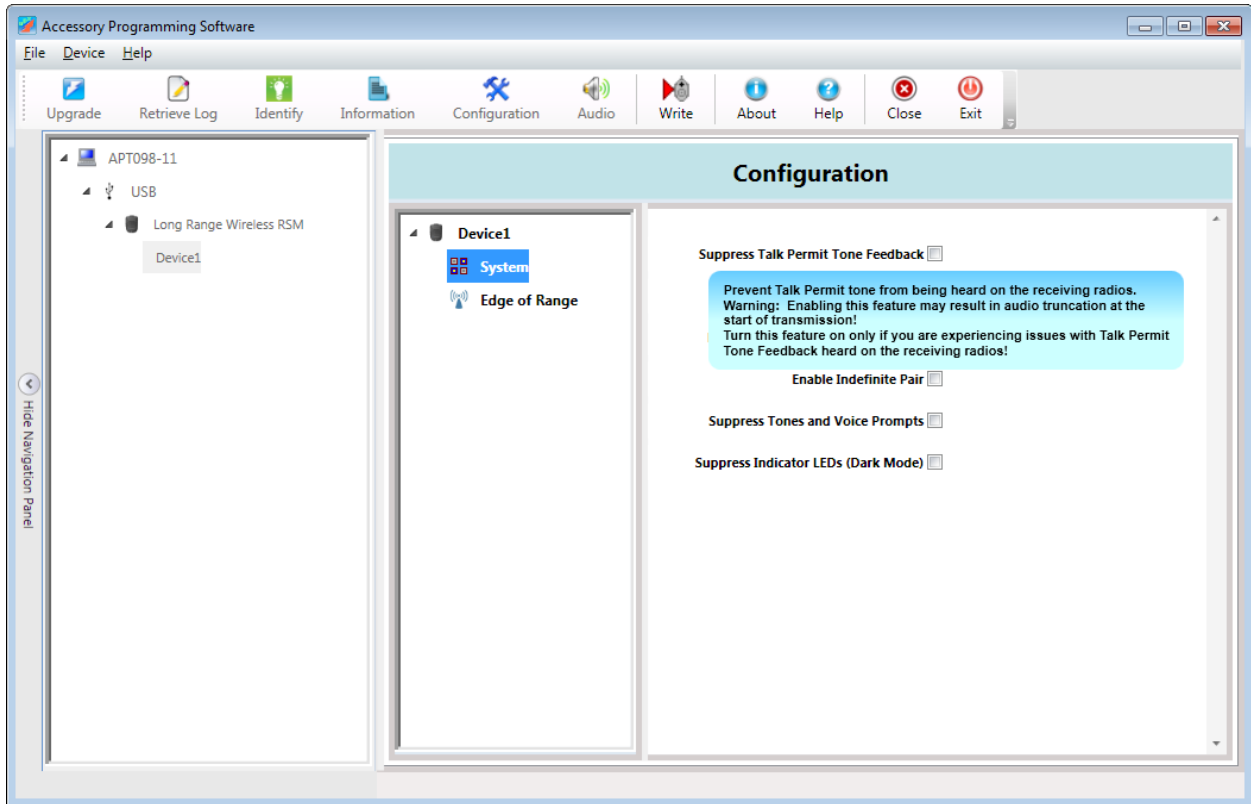 Accessory Programming Software
File Device Help
Upgrade Retrieve Log Identify Information Configuration Audio Write About Help Close Exit
APT098-11
USB
Long Range Wireless RSM
Device1
Hide Navigation Panel
Configuration
Device1
System
Edge of Range
Suppress Talk Permit Tone Feedback
Prevent Talk Permit tone from being heard on the receiving radios.
Warning: Enabling this feature may result in audio truncation at the
start of transmission!
Turn this feature on only if you are experiencing issues with Talk Permit
Tone Feedback heard on the receiving radios!
Enable Indefinite Pair
Suppress Tones and Voice Prompts
Suppress Indicator LEDs (Dark Mode)